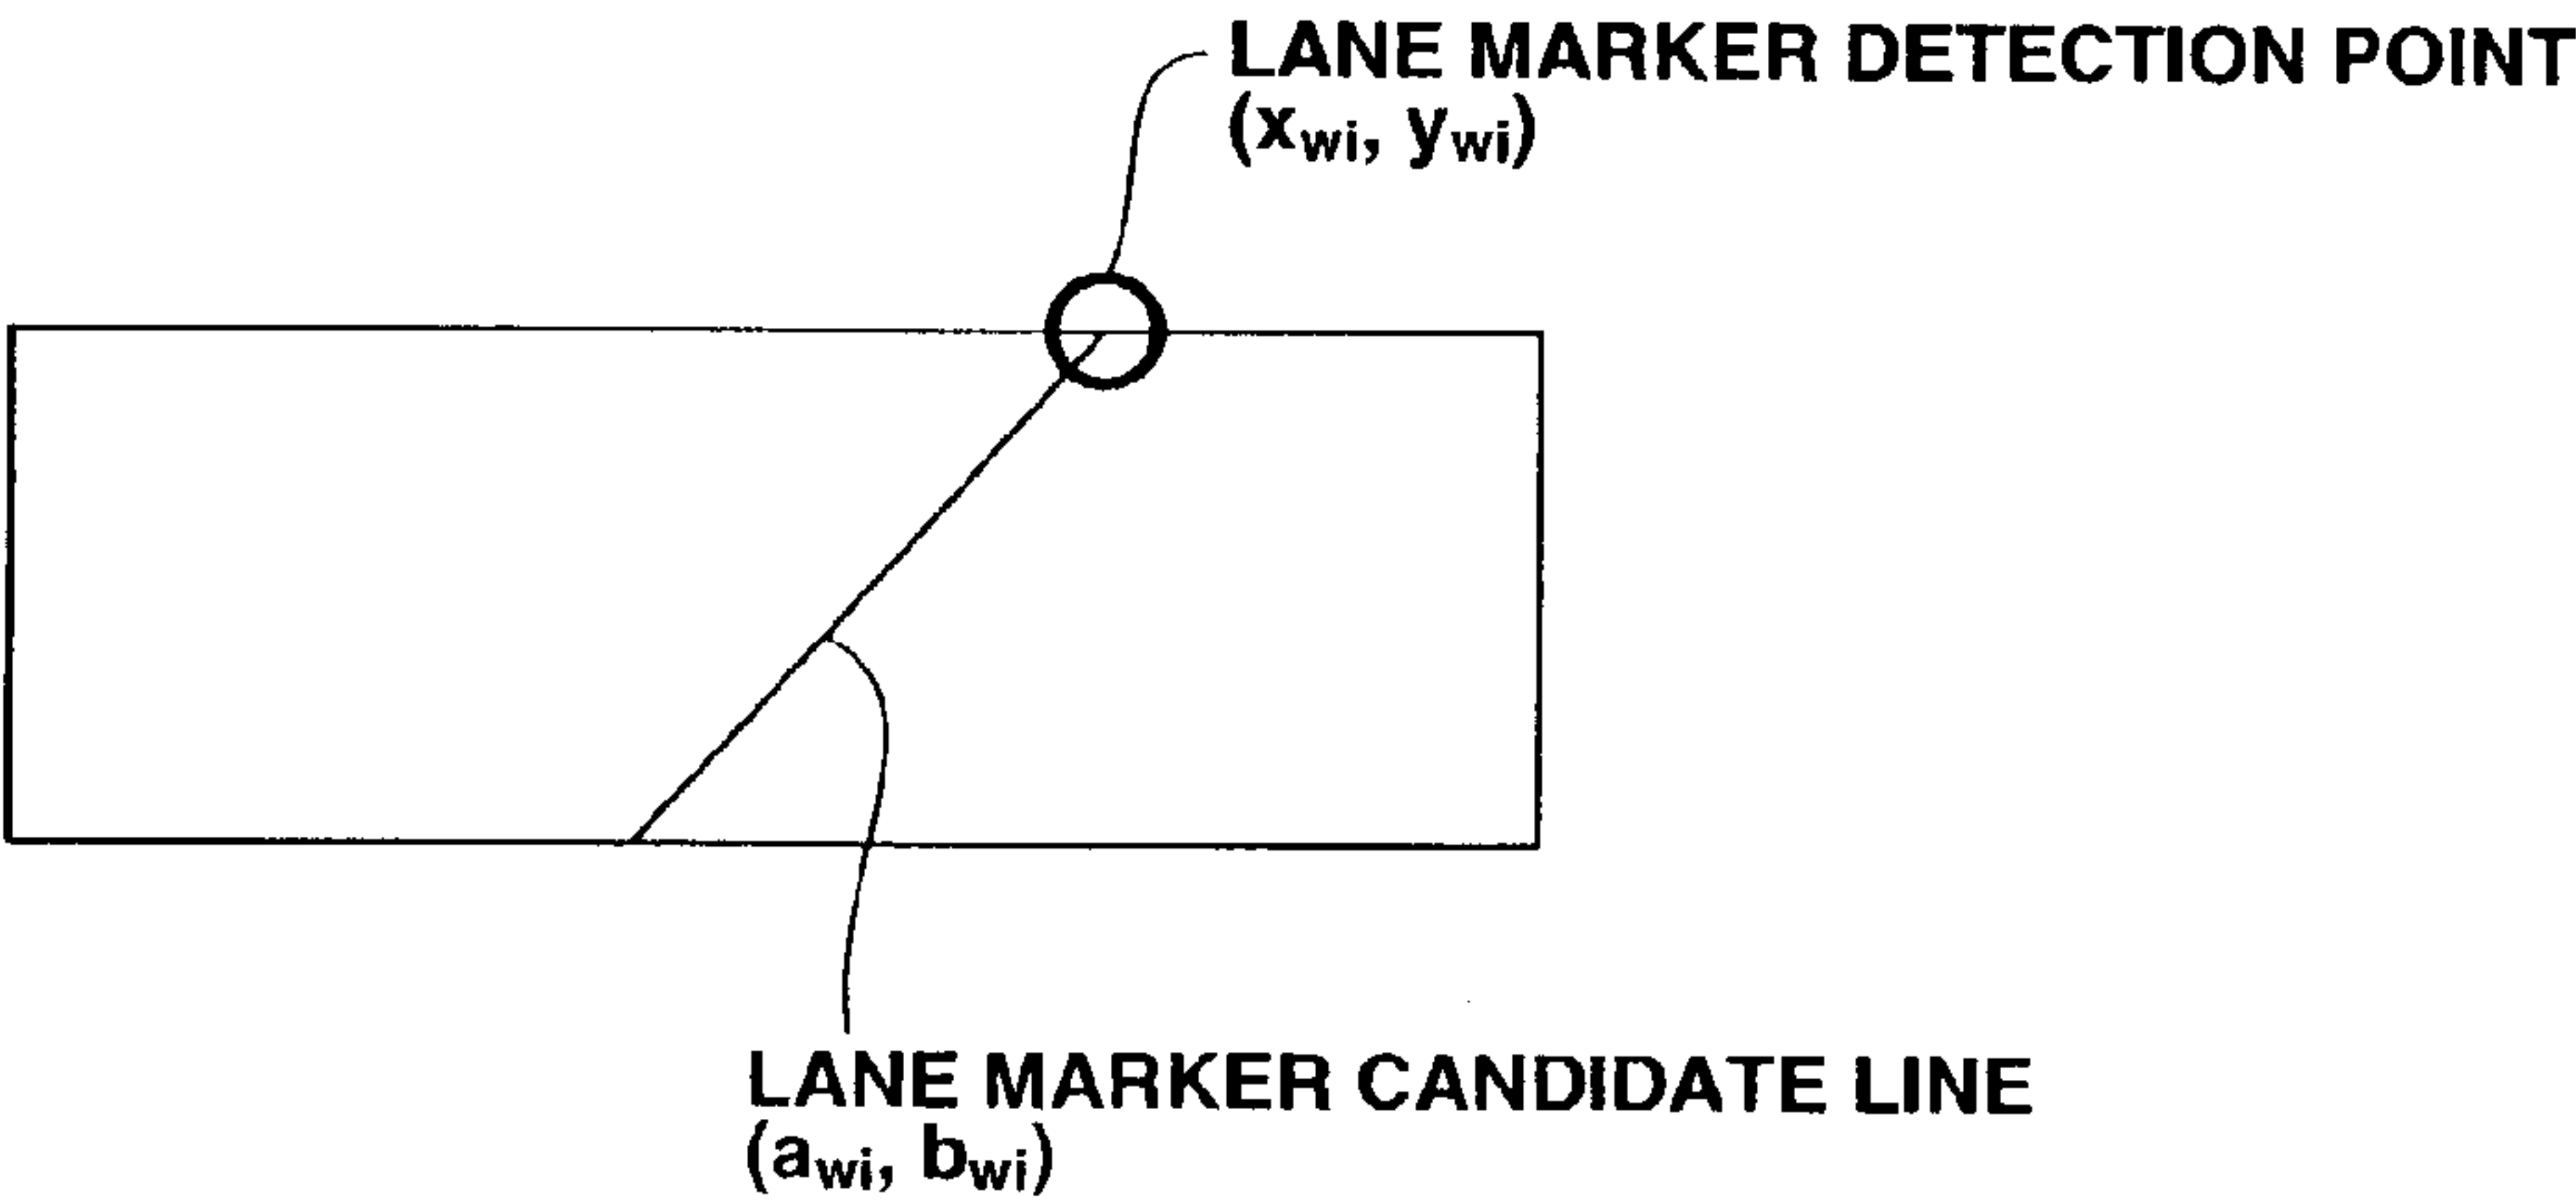 LANE MARKER DETECTION POINT
(xwi, ywi)
LANE MARKER CANDIDATE LINE
(awi, bwi)